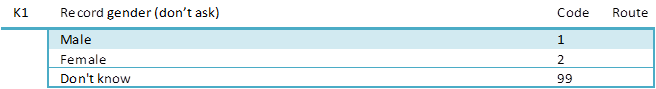 K1 Record gender (don't ask) Code Route
Male 1
Female 2
Don't know 99